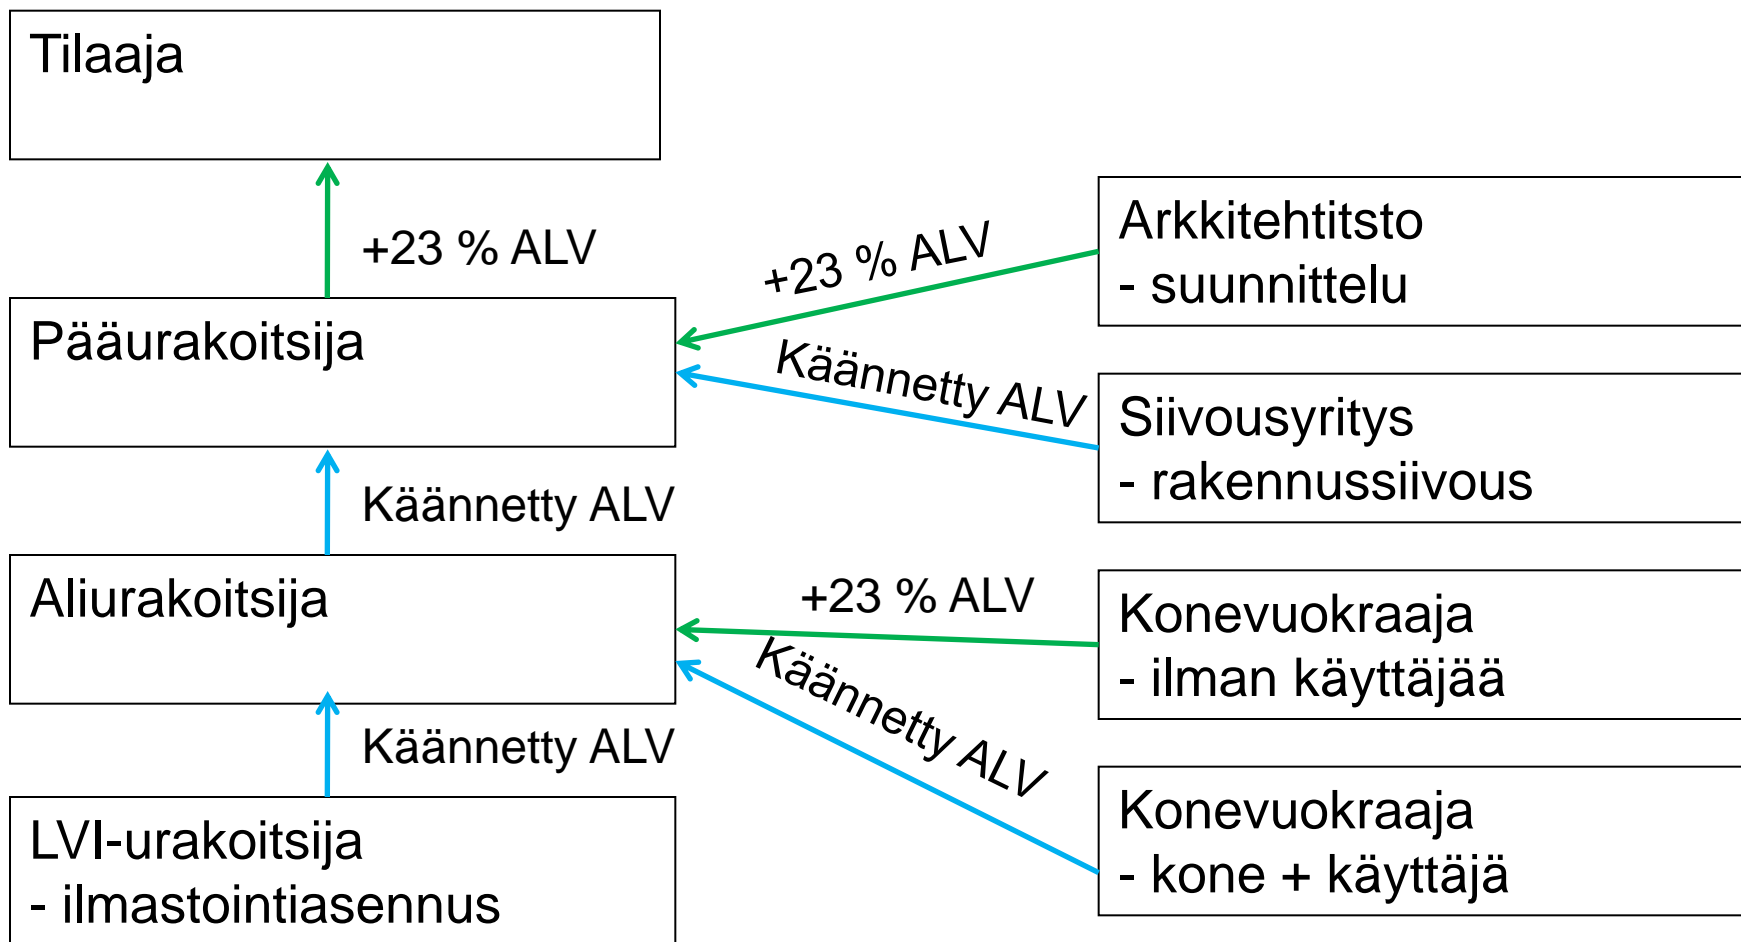 Tilaaja
+23 % ALV
Pääurakoitsija
Käännetty ALV
Aliurakoitsija
Käännetty ALV
LVI-urakoitsija
- ilmastointiasennus
+23 % ALV
Arkkitehtitsto
- suunnittelu
Käännetty ALV
Siivousyritys
- rakennussiivous
+23 % ALV
Konevuokraaja
- ilman käyttäjää
Käännetty ALV
Konevuokraaja
- kone + käyttäjä